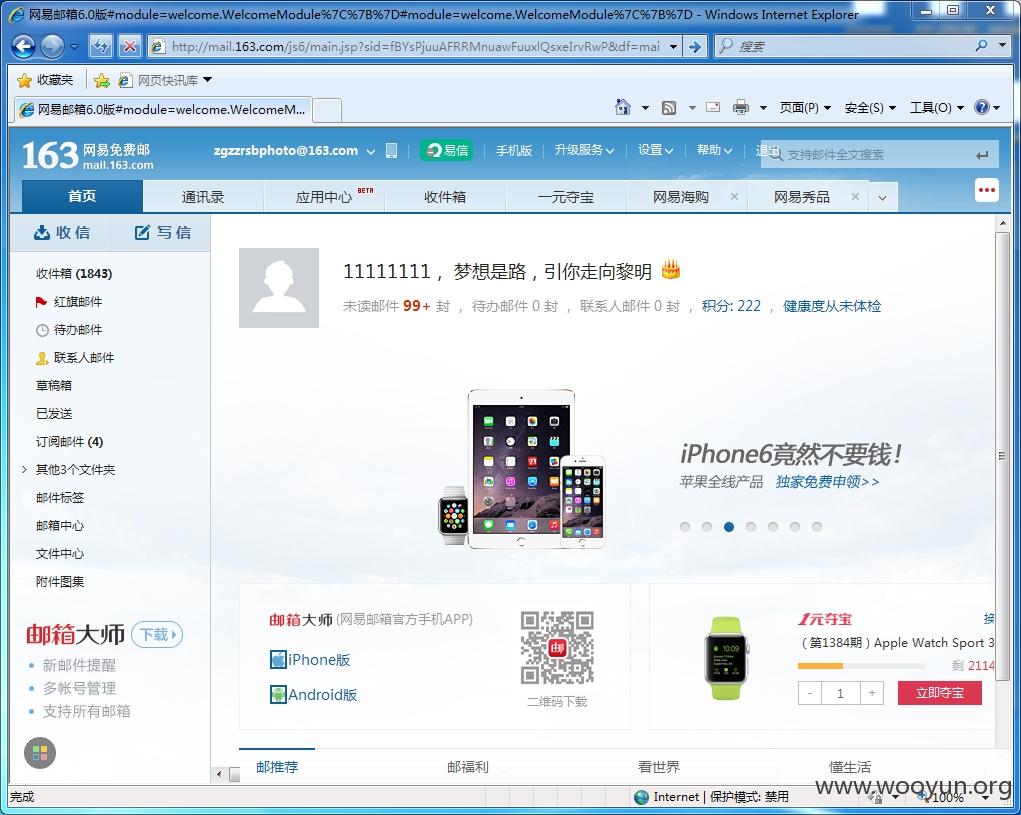 网易邮箱6.0版#module=welcome.WelcomeModule%7C%7B%7D#module=welcome.WelcomeModule%7C%7B%7D - Windows Internet Explorer
http://mail.163.com/js6/main.jsp?sid=fBYsPjuuAFRRMnuawFuuxlQsxeIrvRwP&df=mai
搜索
收藏夹 网页快讯库
网易邮箱6.0版#module=welcome.WelcomeM...
页面(P) 安全(S) 工具(O)
163 网易免费邮
mail.163.com
zgzzrsbphoto@163.com 易信 手机版 升级服务 设置 帮助 退出
支持邮件全文搜索
首页 通讯录 应用中心 BETA 收件箱 一元夺宝 网易海购 网易秀品
收信 写信
收件箱 (1843)
红旗邮件
待办邮件
联系人邮件
草稿箱
已发送
订阅邮件 (4)
其他3个文件夹
邮件标签
邮箱中心
文件中心
附件图集
邮箱大师 下载
新邮件提醒
多帐号管理
支持所有邮箱
11111111，梦想是路，引你走向黎明
未读邮件 99+ 封 ，待办邮件 0 封 ，联系人邮件 0 封 ，积分: 222 ，健康度从未体检
iPhone6竟然不要钱！
苹果全线产品 独家免费申领>>
邮箱大师 (网易邮箱官方手机APP)
iPhone版
Android版
邮
二维码下载
1元夺宝 换
（第1384期）Apple Watch Sport 3
10:09
剩 2114
- 1 +
立即夺宝
邮推荐 邮福利 看世界 懂生活
www.wooyun.org
完成 Internet | 保护模式: 禁用 100%